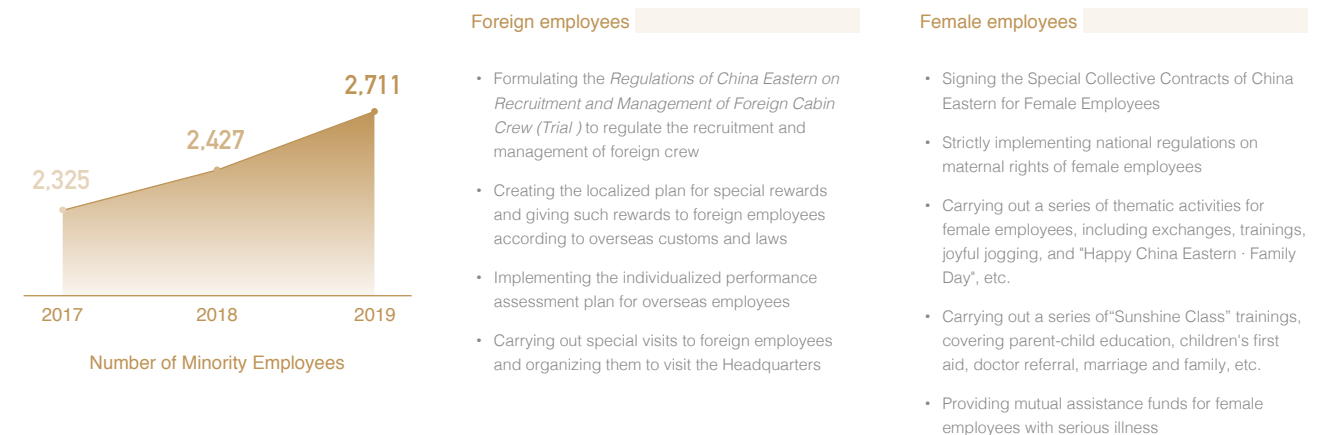 2,711
2,427
2,325
2017 2018 2019
Number of Minority Employees
Foreign employees
• Formulating the Regulations of China Eastern on
Recruitment and Management of Foreign Cabin
Crew (Trial ) to regulate the recruitment and
management of foreign crew
• Creating the localized plan for special rewards
and giving such rewards to foreign employees
according to overseas customs and laws
• Implementing the individualized performance
assessment plan for overseas employees
• Carrying out special visits to foreign employees
and organizing them to visit the Headquarters
Female employees
• Signing the Special Collective Contracts of China
Eastern for Female Employees
• Strictly implementing national regulations on
maternal rights of female employees
• Carrying out a series of thematic activities for
female employees, including exchanges, trainings,
joyful jogging, and "Happy China Eastern · Family
Day", etc.
• Carrying out a series of“Sunshine Class” trainings,
covering parent-child education, children's first
aid, doctor referral, marriage and family, etc.
• Providing mutual assistance funds for female
employees with serious illness